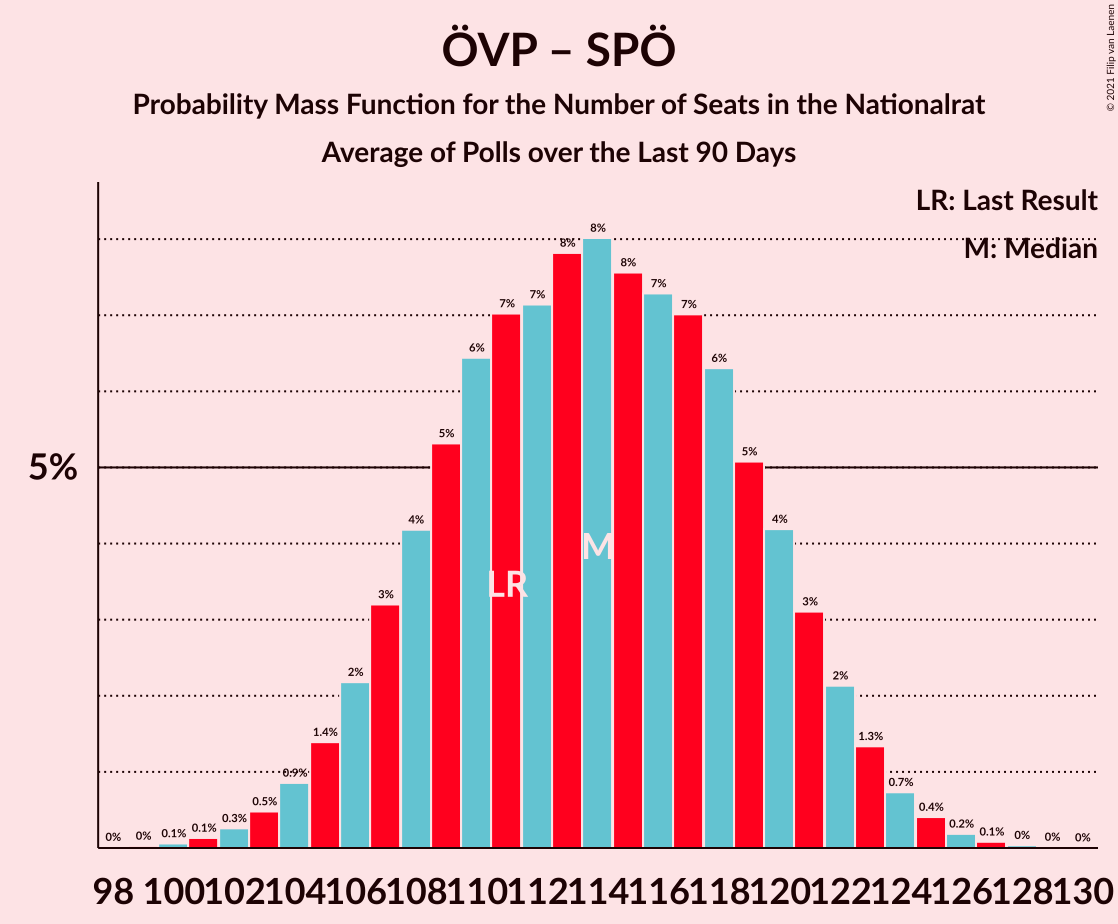 ÖVP – SPÖ
Probability Mass Function for the Number of Seats in the Nationalrat
Average of Polls over the Last 90 Days
© 2021 Filip van Laenen
LR: Last Result
M: Median
5%
0% 0% 0.1% 0.1% 0.3% 0.5% 0.9% 1.4% 2% 3% 4% 5% 6% 7% 7% 8% 8% 8% 7% 7% 6% 5% 4% 3% 2% 1.3% 0.7% 0.4% 0.2% 0.1% 0% 0% 0%
M
LR
98 100 102 104 106 108 110 112 114 116 118 120 122 124 126 128 130